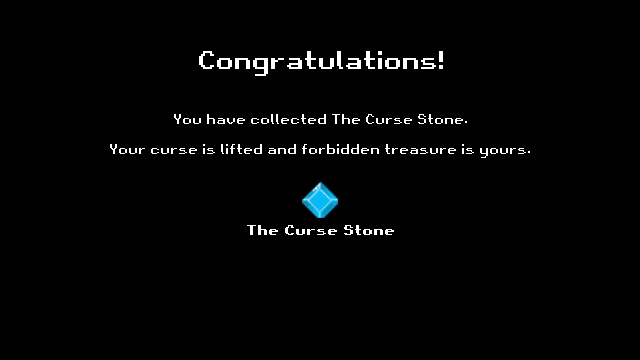 Congratulations!
You have collected The Curse Stone.
Your curse is lifted and forbidden treasure is yours.
The Curse Stone